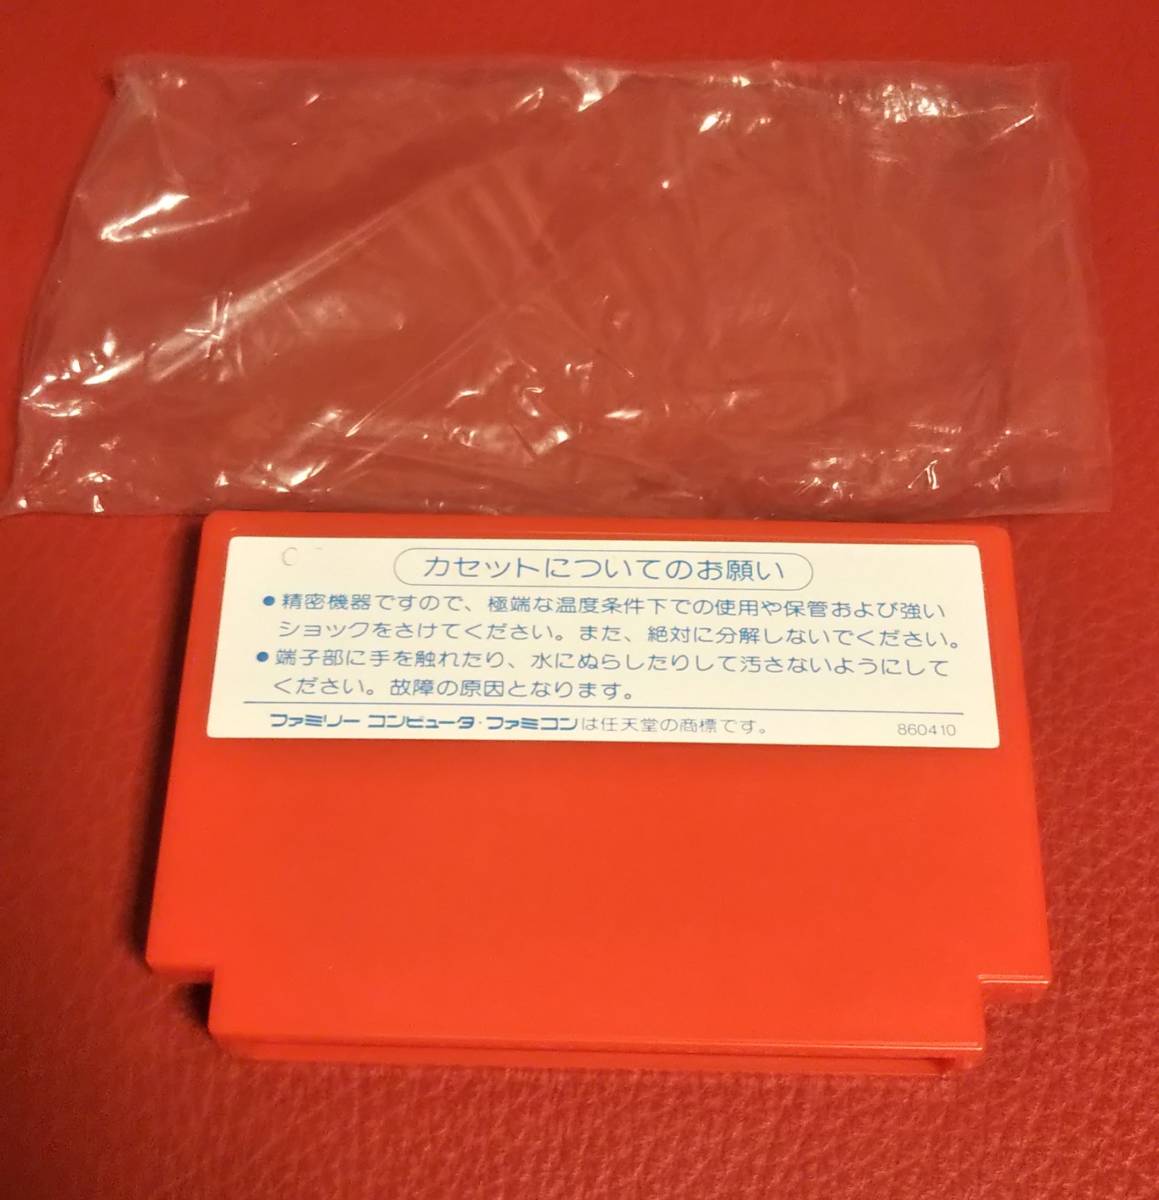 カセットについてのお願い
●精密機器ですので、極端な温度条件下での使用や保管および強い
ショックをさけてください。また、絶対に分解しないでください。
●端子部に手を触れたり、水にぬらしたりして汚さないようにして
ください。故障の原因となります。
ファミリー コンピュータ・ファミコンは任天堂の商標です。 860410